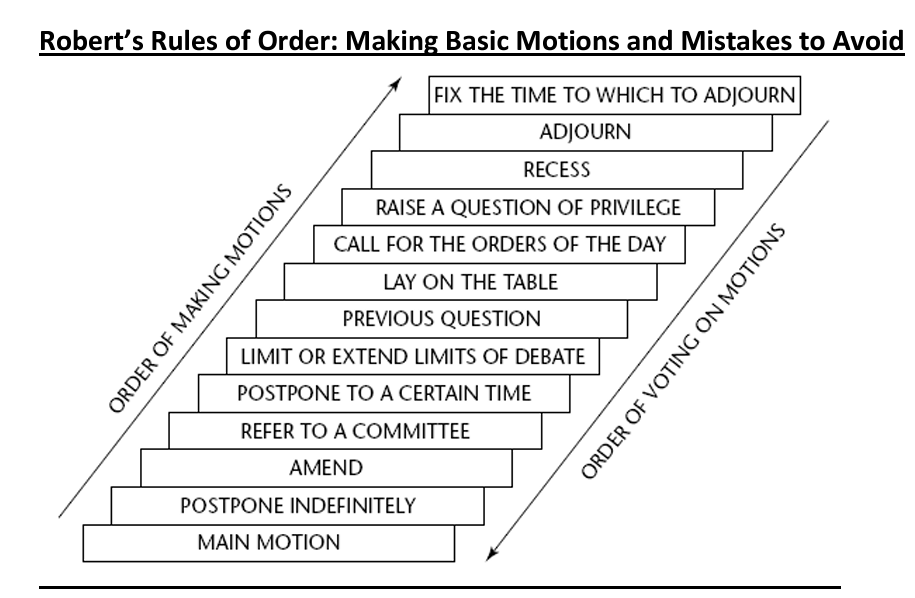 Robert’s Rules of Order: Making Basic Motions and Mistakes to Avoid
FIX THE TIME TO WHICH TO ADJOURN
ADJOURN
RECESS
RAISE A QUESTION OF PRIVILEGE
CALL FOR THE ORDERS OF THE DAY
LAY ON THE TABLE
PREVIOUS QUESTION
LIMIT OR EXTEND LIMITS OF DEBATE
POSTPONE TO A CERTAIN TIME
REFER TO A COMMITTEE
AMEND
POSTPONE INDEFINITELY
MAIN MOTION
ORDER OF MAKING MOTIONS
ORDER OF VOTING ON MOTIONS